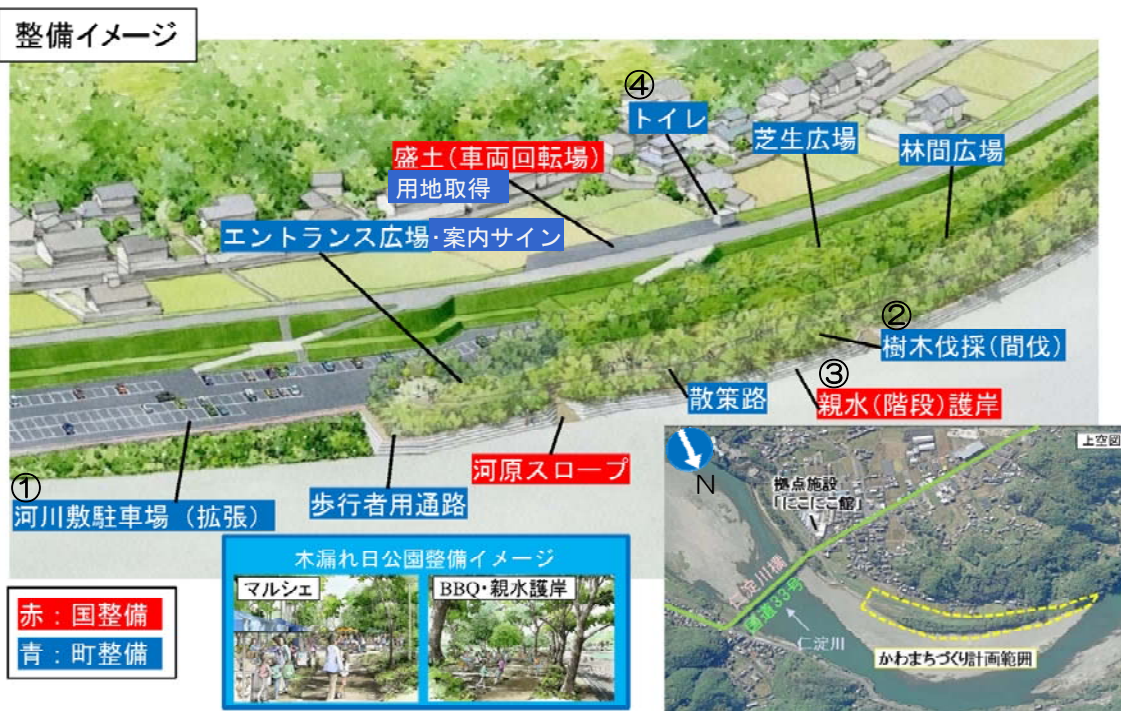 整備イメージ
④
トイレ
芝生広場
林間広場
盛土(車両回転場)
用地取得
エントランス広場・案内サイン
②
樹木伐採(間伐)
③
親水(階段)護岸
散策路
河原スロープ
歩行者用通路
①
河川敷駐車場（拡張）
木漏れ日公園整備イメージ
マルシェ
BBQ・親水護岸
赤：国整備
青：町整備
上空図
N
拠点施設
「にこにこ館」
仁淀川橋
国道33号
仁淀川
かわまちづくり計画範囲